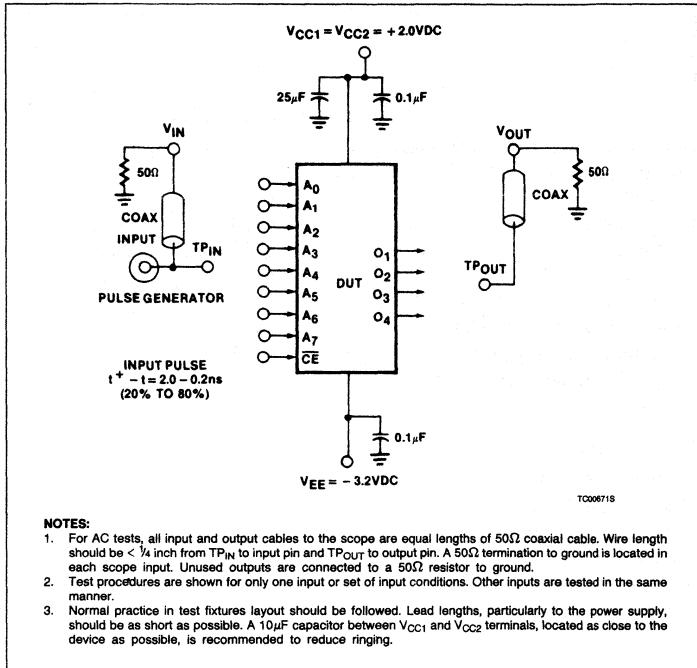 VCC1 = VCC2 = + 2.0VDC
25μF
0.1μF
VIN
50Ω
COAX
INPUT
TPIN
PULSE GENERATOR
INPUT PULSE
t+ – t = 2.0 – 0.2ns
(20% TO 80%)
A0
A1
A2
A3
A4
A5
A6
A7
CE
DUT
O1
O2
O3
O4
VOUT
50Ω
COAX
TPOUT
0.1μF
VEE = – 3.2VDC
TC00671S
NOTES:
1. For AC tests, all input and output cables to the scope are equal lengths of 50Ω coaxial cable. Wire length
should be < 1/4 inch from TPIN to input pin and TPOUT to output pin. A 50Ω termination to ground is located in
each scope input. Unused outputs are connected to a 50Ω resistor to ground.
2. Test procedures are shown for only one input or set of input conditions. Other inputs are tested in the same
manner.
3. Normal practice in test fixtures layout should be followed. Lead lengths, particularly to the power supply,
should be as short as possible. A 10μF capacitor between VCC1 and VCC2 terminals, located as close to the
device as possible, is recommended to reduce ringing.